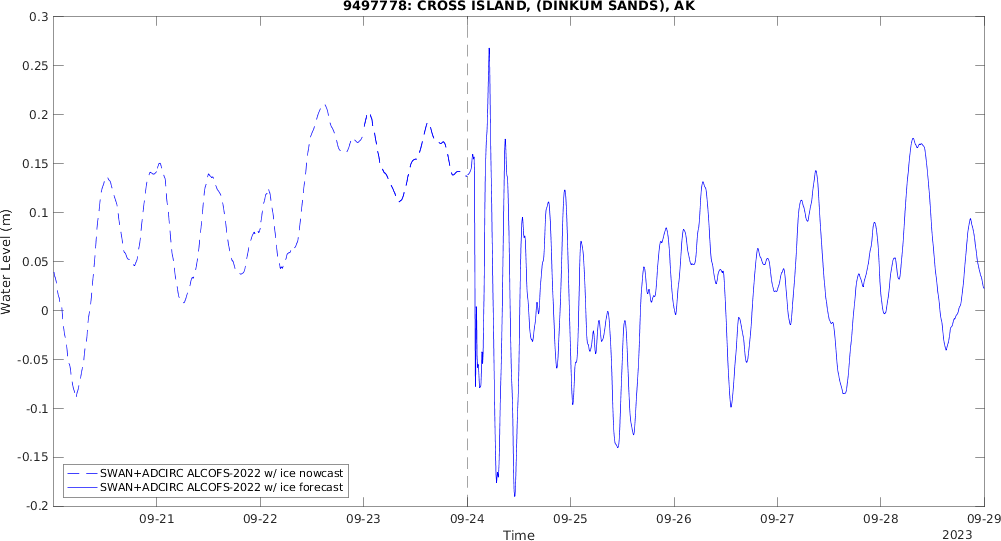 9497778: CROSS ISLAND, (DINKUM SANDS), AK
0.3
0.25
0.2
0.15
0.1
0.05
0
-0.05
-0.1
-0.15
-0.2
Water Level (m)
SWAN+ADCIRC ALCOFS-2022 w/ ice nowcast
SWAN+ADCIRC ALCOFS-2022 w/ ice forecast
09-21 09-22 09-23 09-24 09-25 09-26 09-27 09-28 09-29
Time
2023